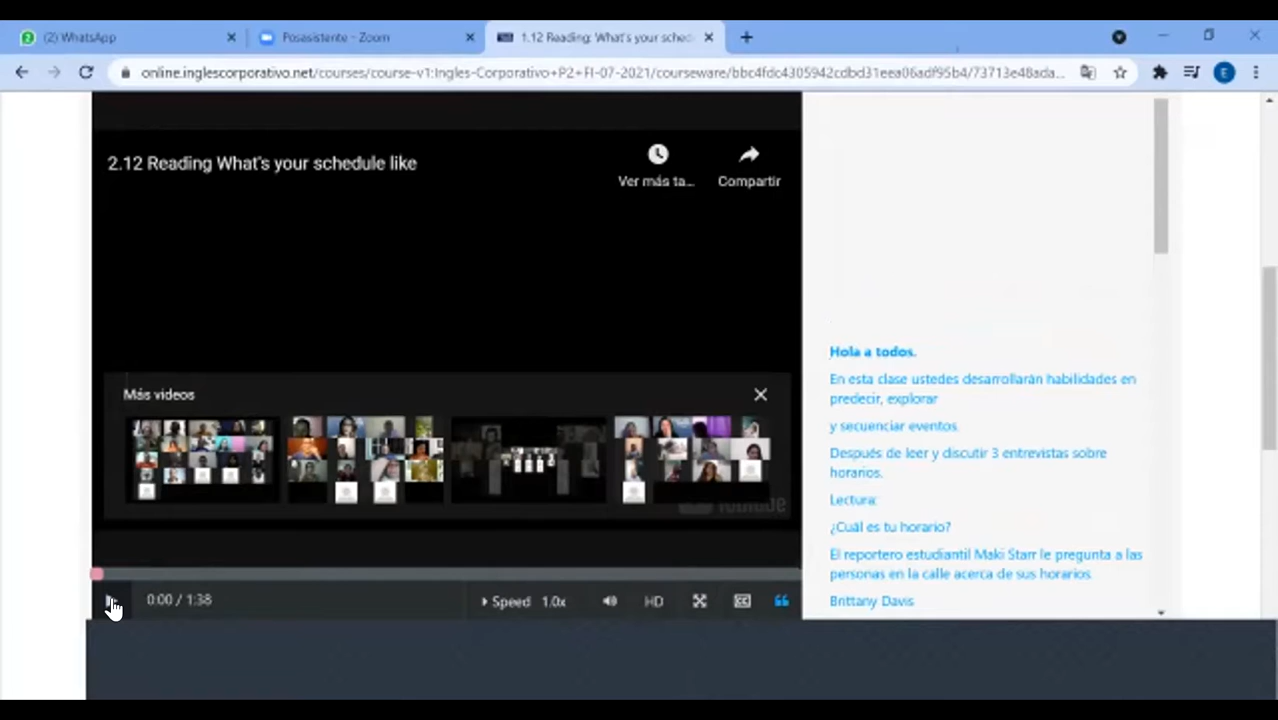 (2) WhatsApp
Posasistente - Zoom
1.12 Reading: What's your sched
online.inglescorporativo.net/courses/course-v1:Ingles-Corporativo+P2+FI-07-2021/courseware/bbc4fdc4305942cdbd31eea06adf95b4/73713e48ada...
E
2.12 Reading What's your schedule like
Ver más ta...
Compartir
Más videos
YouTube
0:00 / 1:38
Speed 1.0x
HD
Hola a todos.
En esta clase ustedes desarrollarán habilidades en
predecir, explorar
y secuenciar eventos.
Después de leer y discutir 3 entrevistas sobre
horarios.
Lectura:
¿Cuál es tu horario?
El reportero estudiantil Maki Starr le pregunta a las
personas en la calle acerca de sus horarios
Brittany Davis